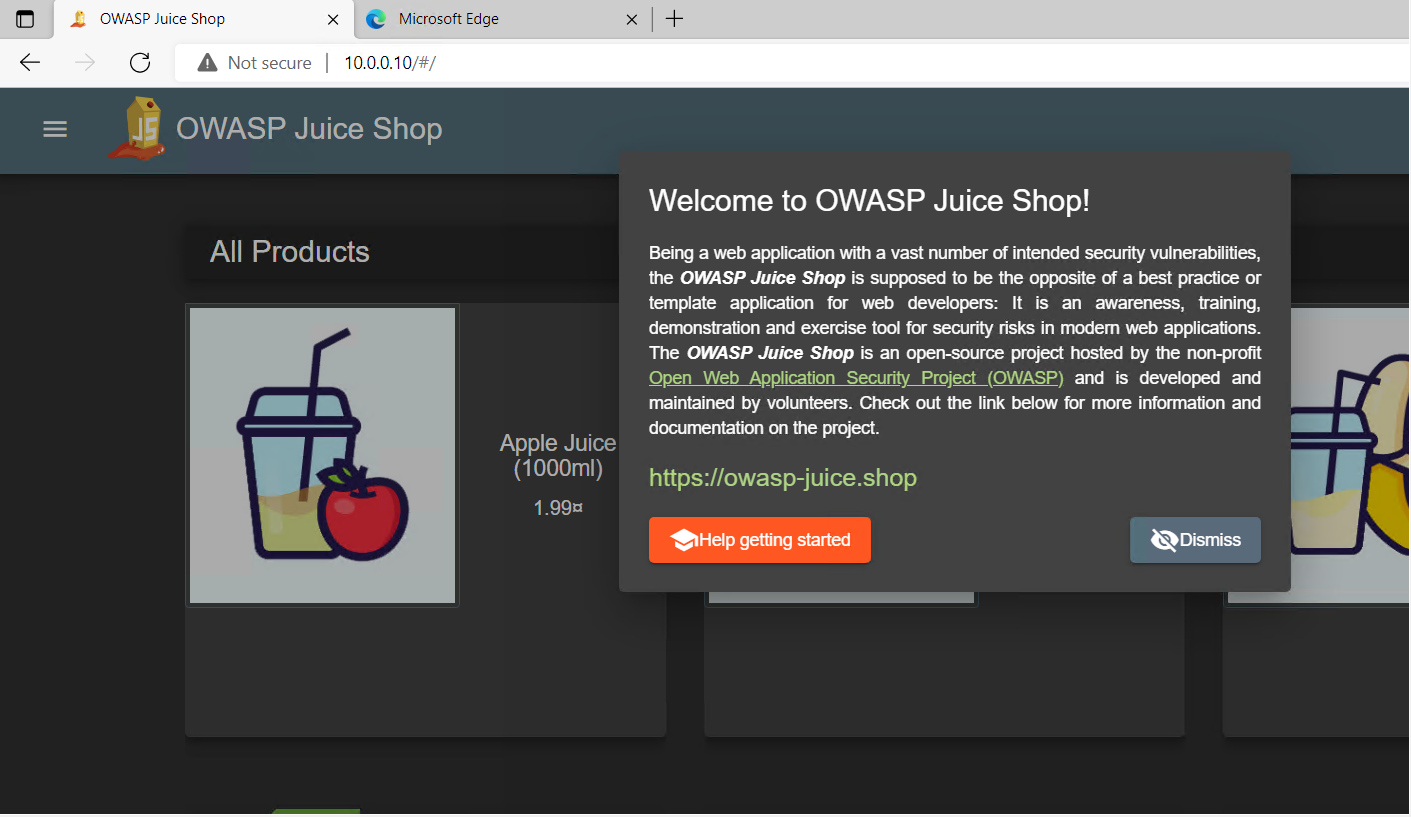 OWASP Juice Shop
Microsoft Edge
Not secure | 10.0.0.10/#/
JS
OWASP Juice Shop
All Products
Apple Juice
(1000ml)
1.99¤
Welcome to OWASP Juice Shop!
Being a web application with a vast number of intended security vulnerabilities,
the OWASP Juice Shop is supposed to be the opposite of a best practice or
template application for web developers: It is an awareness, training,
demonstration and exercise tool for security risks in modern web applications.
The OWASP Juice Shop is an open-source project hosted by the non-profit
Open Web Application Security Project (OWASP) and is developed and
maintained by volunteers. Check out the link below for more information and
documentation on the project.
https://owasp-juice.shop
Help getting started
Dismiss